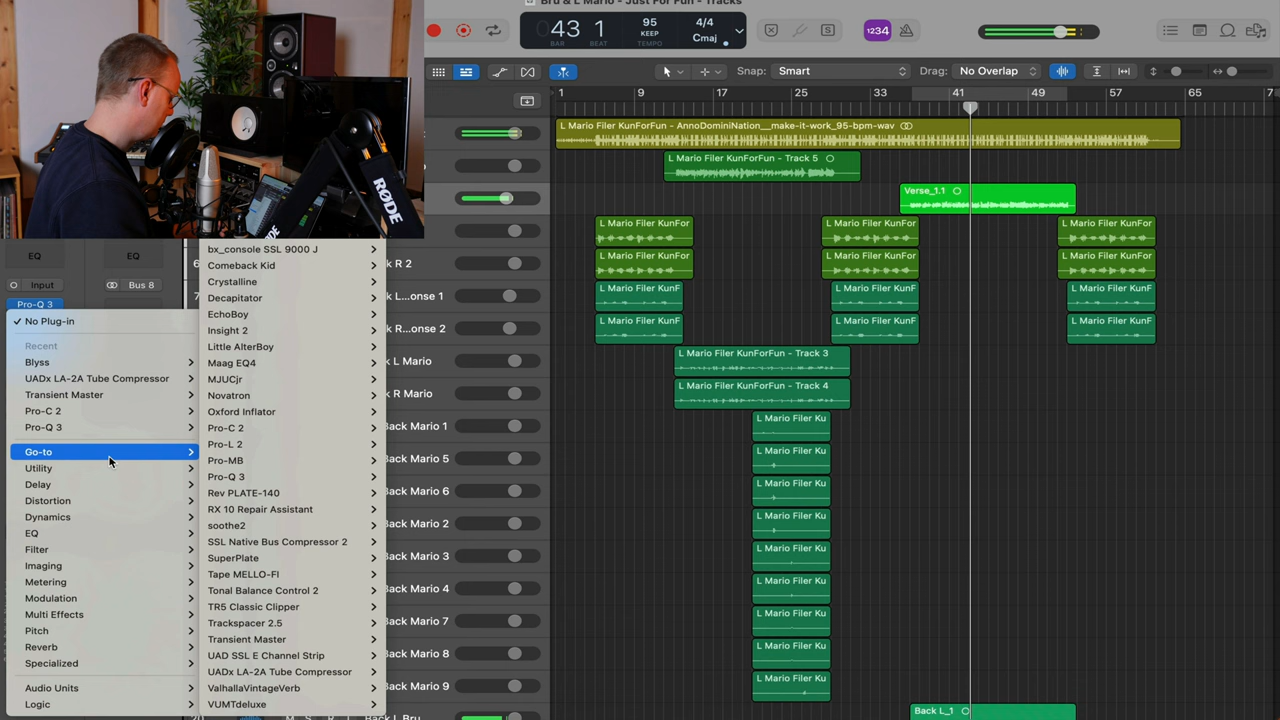 Bru & L Mario - Just For Fun - Tracks
43 1
BAR BEAT
95
KEEP
TEMPO
4/4
Cmaj
1234
Snap: Smart
Drag: No Overlap
1 9 17 25 33 41 49 57 65 7
L Mario Filer KunForFun - AnnoDominiNation__make-it-work_95-bpm-wav
L Mario Filer KunForFun - Track 5
Verse_1.1
L Mario Filer KunFor
L Mario Filer KunFor
L Mario Filer KunFor
L Mario Filer KunFor
L Mario Filer KunFor
L Mario Filer KunFor
L Mario Filer KunF
L Mario Filer KunF
L Mario Filer KunF
L Mario Filer KunF
L Mario Filer KunF
L Mario Filer KunF
L Mario Filer KunForFun - Track 3
L Mario Filer KunForFun - Track 4
L Mario Filer Ku
L Mario Filer Ku
L Mario Filer Ku
L Mario Filer Ku
L Mario Filer Ku
L Mario Filer Ku
L Mario Filer Ku
L Mario Filer Ku
L Mario Filer Ku
Back L_1
k R 2
k L...onse 1
k R...onse 2
k L Mario
k R Mario
Back Mario 1
Back Mario 5
Back Mario 6
Back Mario 2
Back Mario 3
Back Mario 4
Back Mario 7
Back Mario 8
Back Mario 9
Back L Bru
RØDE
EQ
EQ
Input
Bus 8
Pro-Q 3
No Plug-in
Recent
Blyss
UADx LA-2A Tube Compressor
Transient Master
Pro-C 2
Pro-Q 3
Go-to
Utility
Delay
Distortion
Dynamics
EQ
Filter
Imaging
Metering
Modulation
Multi Effects
Pitch
Reverb
Specialized
Audio Units
Logic
bx_console SSL 9000 J
Comeback Kid
Crystalline
Decapitator
EchoBoy
Insight 2
Little AlterBoy
Maag EQ4
MJUCjr
Novatron
Oxford Inflator
Pro-C 2
Pro-L 2
Pro-MB
Pro-Q 3
Rev PLATE-140
RX 10 Repair Assistant
soothe2
SSL Native Bus Compressor 2
SuperPlate
Tape MELLO-FI
Tonal Balance Control 2
TR5 Classic Clipper
Trackspacer 2.5
Transient Master
UAD SSL E Channel Strip
UADx LA-2A Tube Compressor
ValhallaVintageVerb
VUMTdeluxe